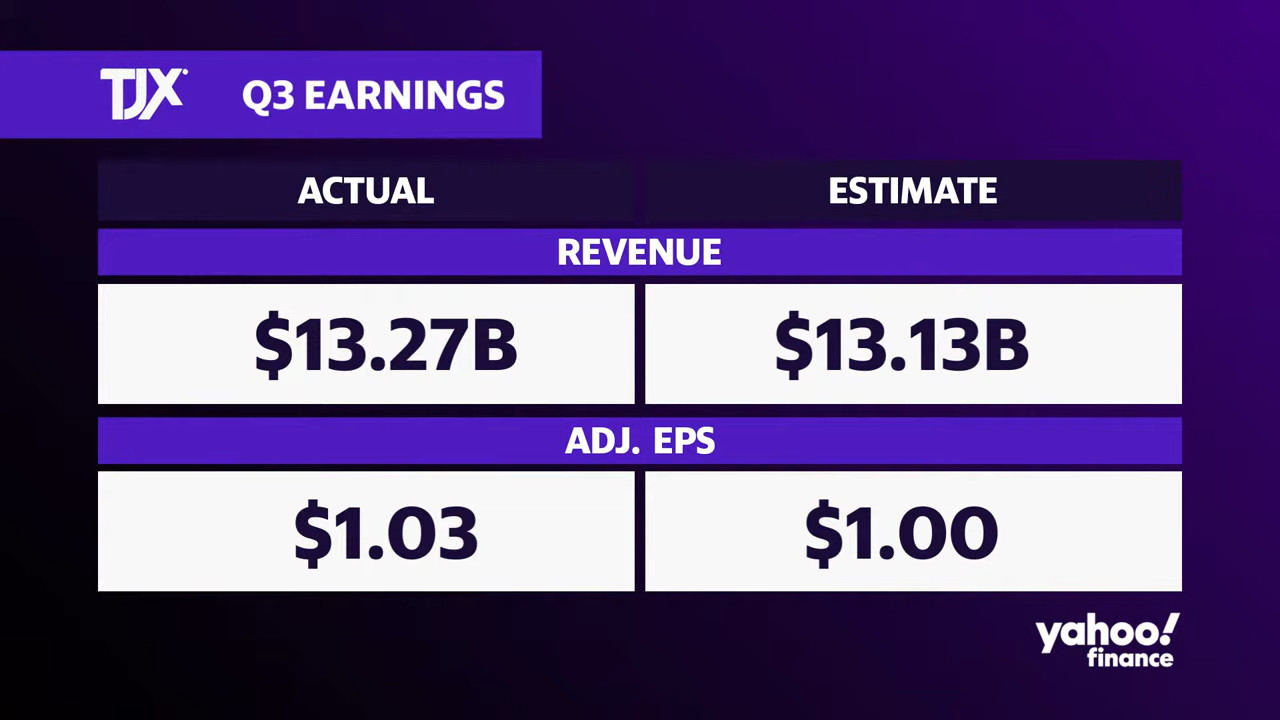 TJX Q3 EARNINGS
ACTUAL ESTIMATE
REVENUE
$13.27B $13.13B
ADJ. EPS
$1.03 $1.00
yahoo!
finance